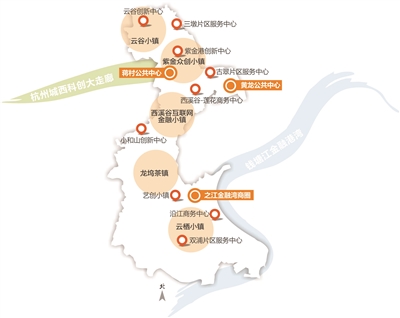 云谷创新中心
三墩片区服务中心
云谷小镇
紫金港创新中心
紫金众创小镇
蒋村公共中心
古翠片区服务中心
黄龙公共中心
杭州城西科创大走廊
西溪谷-莲花商务中心
西溪谷互联网
金融小镇
小和山创新中心
钱塘江金融港湾
龙坞茶镇
艺创小镇
之江金融湾商圈
沿江商务中心
云栖小镇
双浦片区服务中心
北